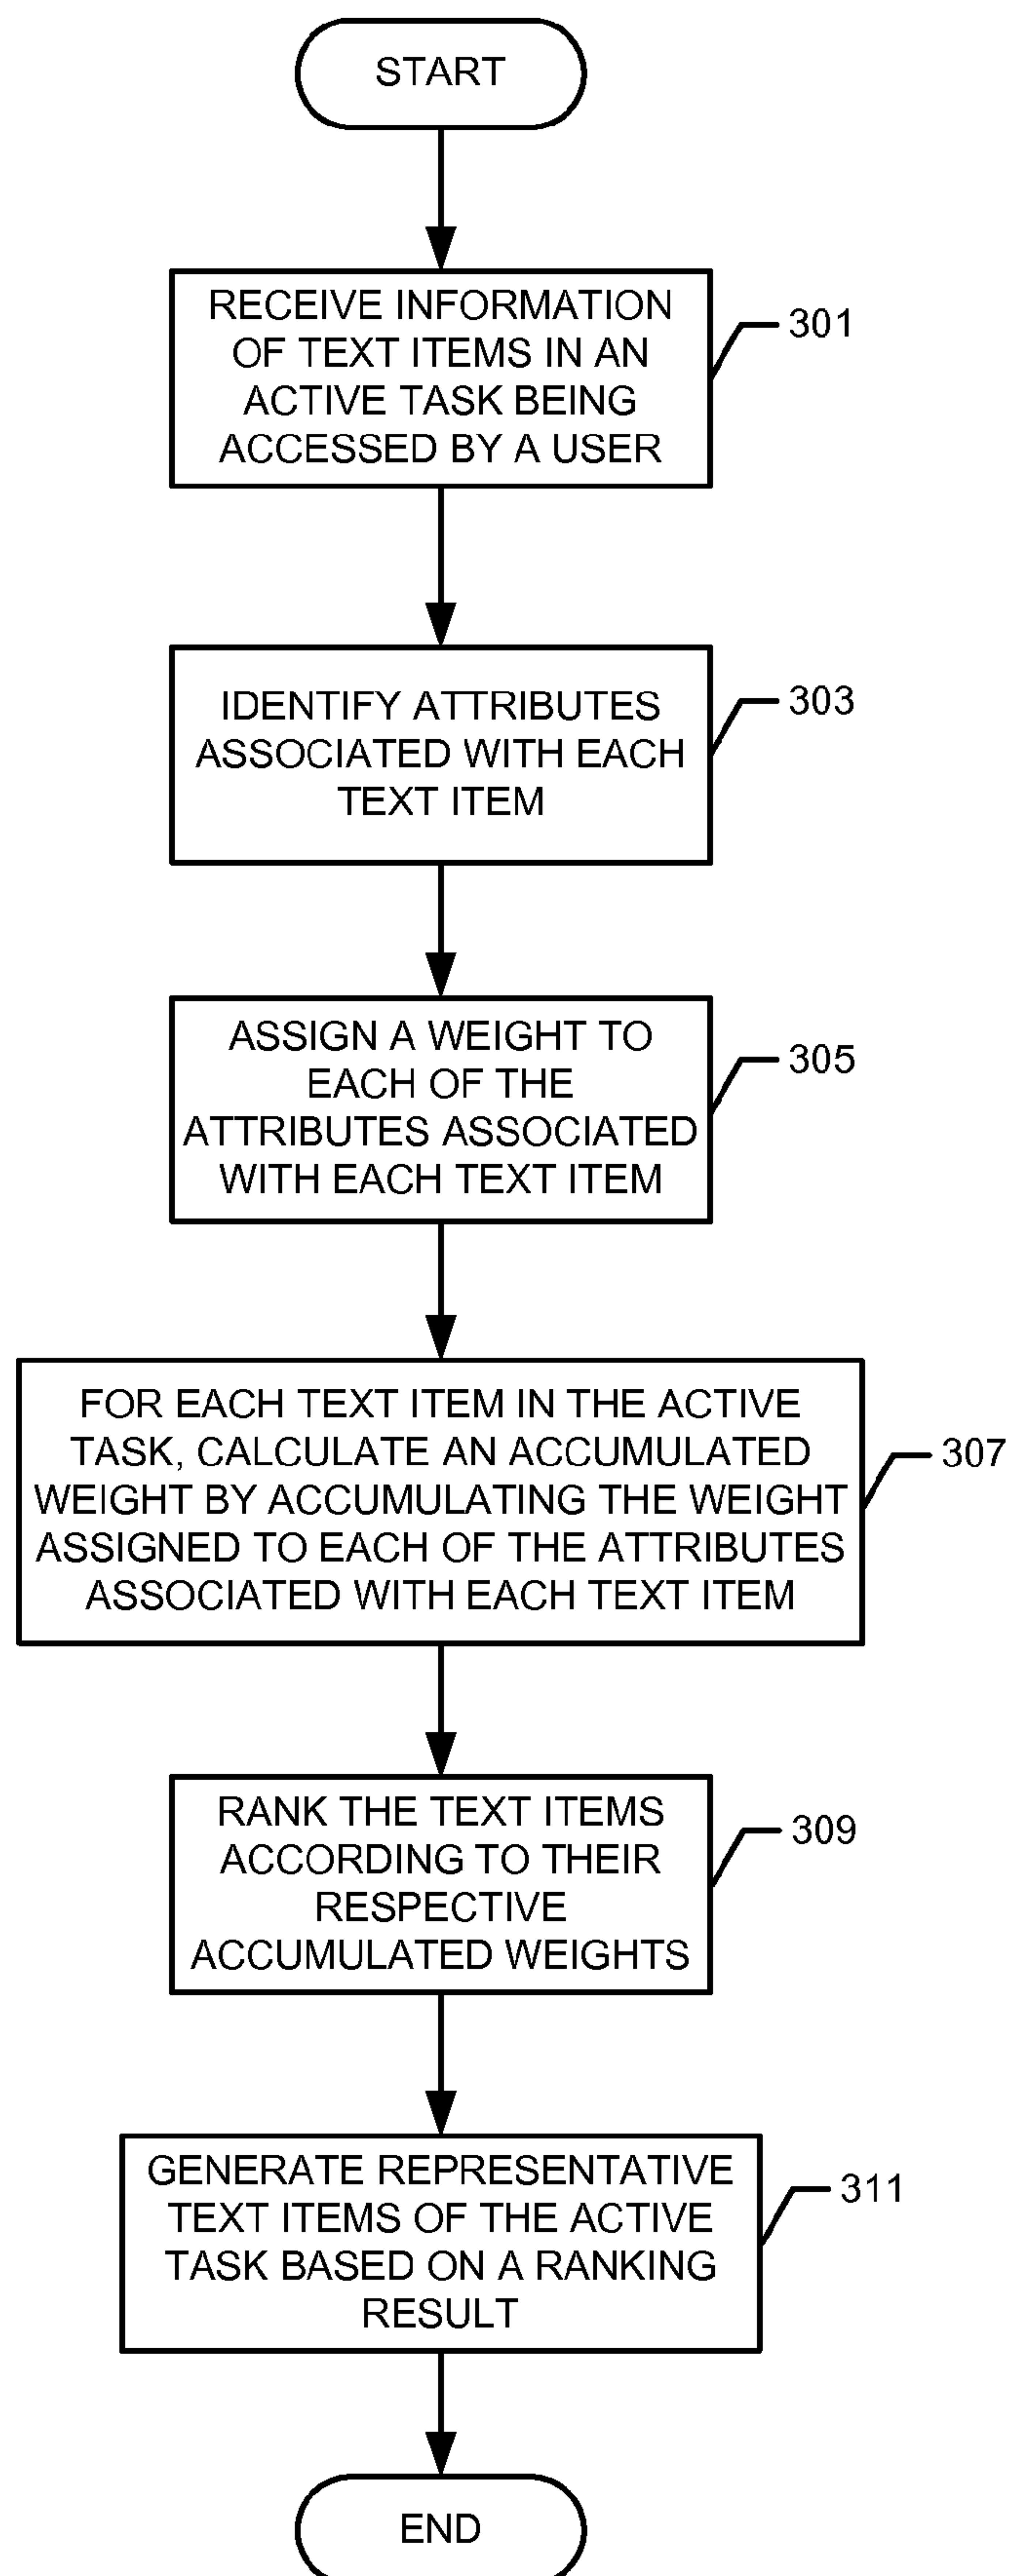 START
RECEIVE INFORMATION
OF TEXT ITEMS IN AN
ACTIVE TASK BEING
ACCESSED BY A USER
301
IDENTIFY ATTRIBUTES
ASSOCIATED WITH EACH
TEXT ITEM
303
ASSIGN A WEIGHT TO
EACH OF THE
ATTRIBUTES ASSOCIATED
WITH EACH TEXT ITEM
305
FOR EACH TEXT ITEM IN THE ACTIVE
TASK, CALCULATE AN ACCUMULATED
WEIGHT BY ACCUMULATING THE WEIGHT
ASSIGNED TO EACH OF THE ATTRIBUTES
ASSOCIATED WITH EACH TEXT ITEM
307
RANK THE TEXT ITEMS
ACCORDING TO THEIR
RESPECTIVE
ACCUMULATED WEIGHTS
309
GENERATE REPRESENTATIVE
TEXT ITEMS OF THE ACTIVE
TASK BASED ON A RANKING
RESULT
311
END